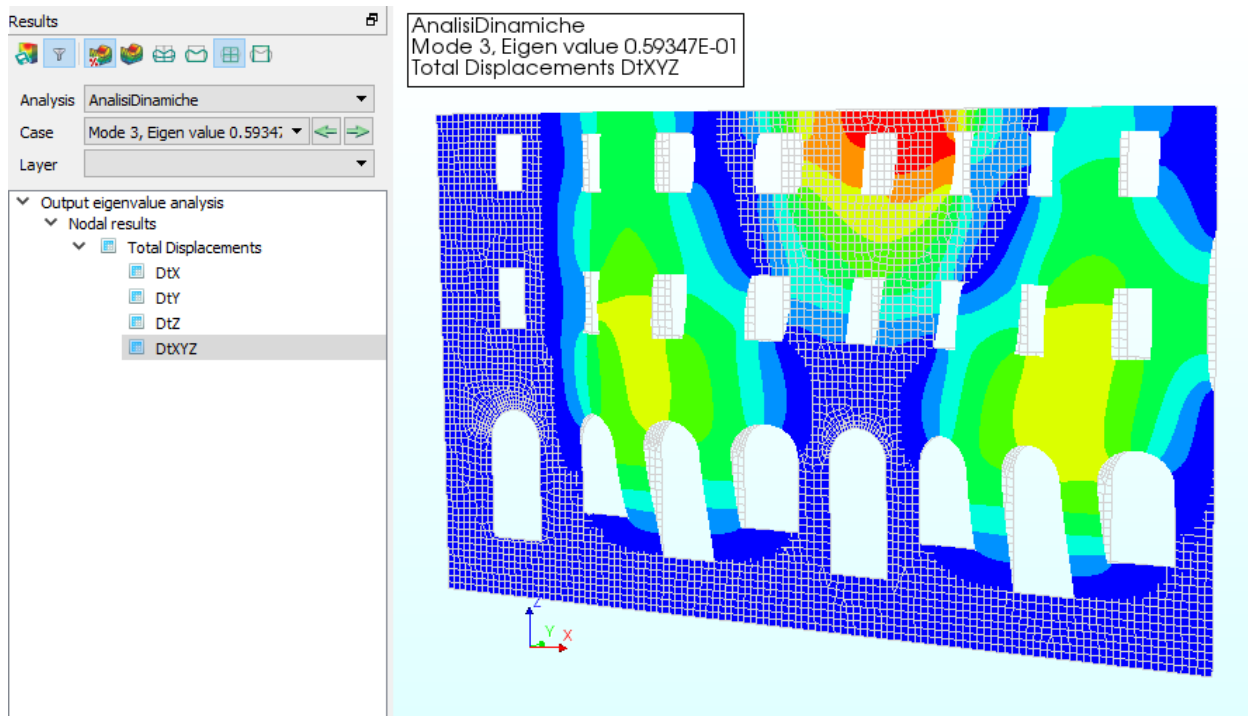 Results
Analysis AnalisiDinamiche
Case Mode 3, Eigen value 0.5934
Layer
Output eigenvalue analysis
Nodal results
Total Displacements
DtX
DtY
DtZ
DtXYZ
AnalisiDinamiche
Mode 3, Eigen value 0.59347E-01
Total Displacements DtXYZ
Z
Y X